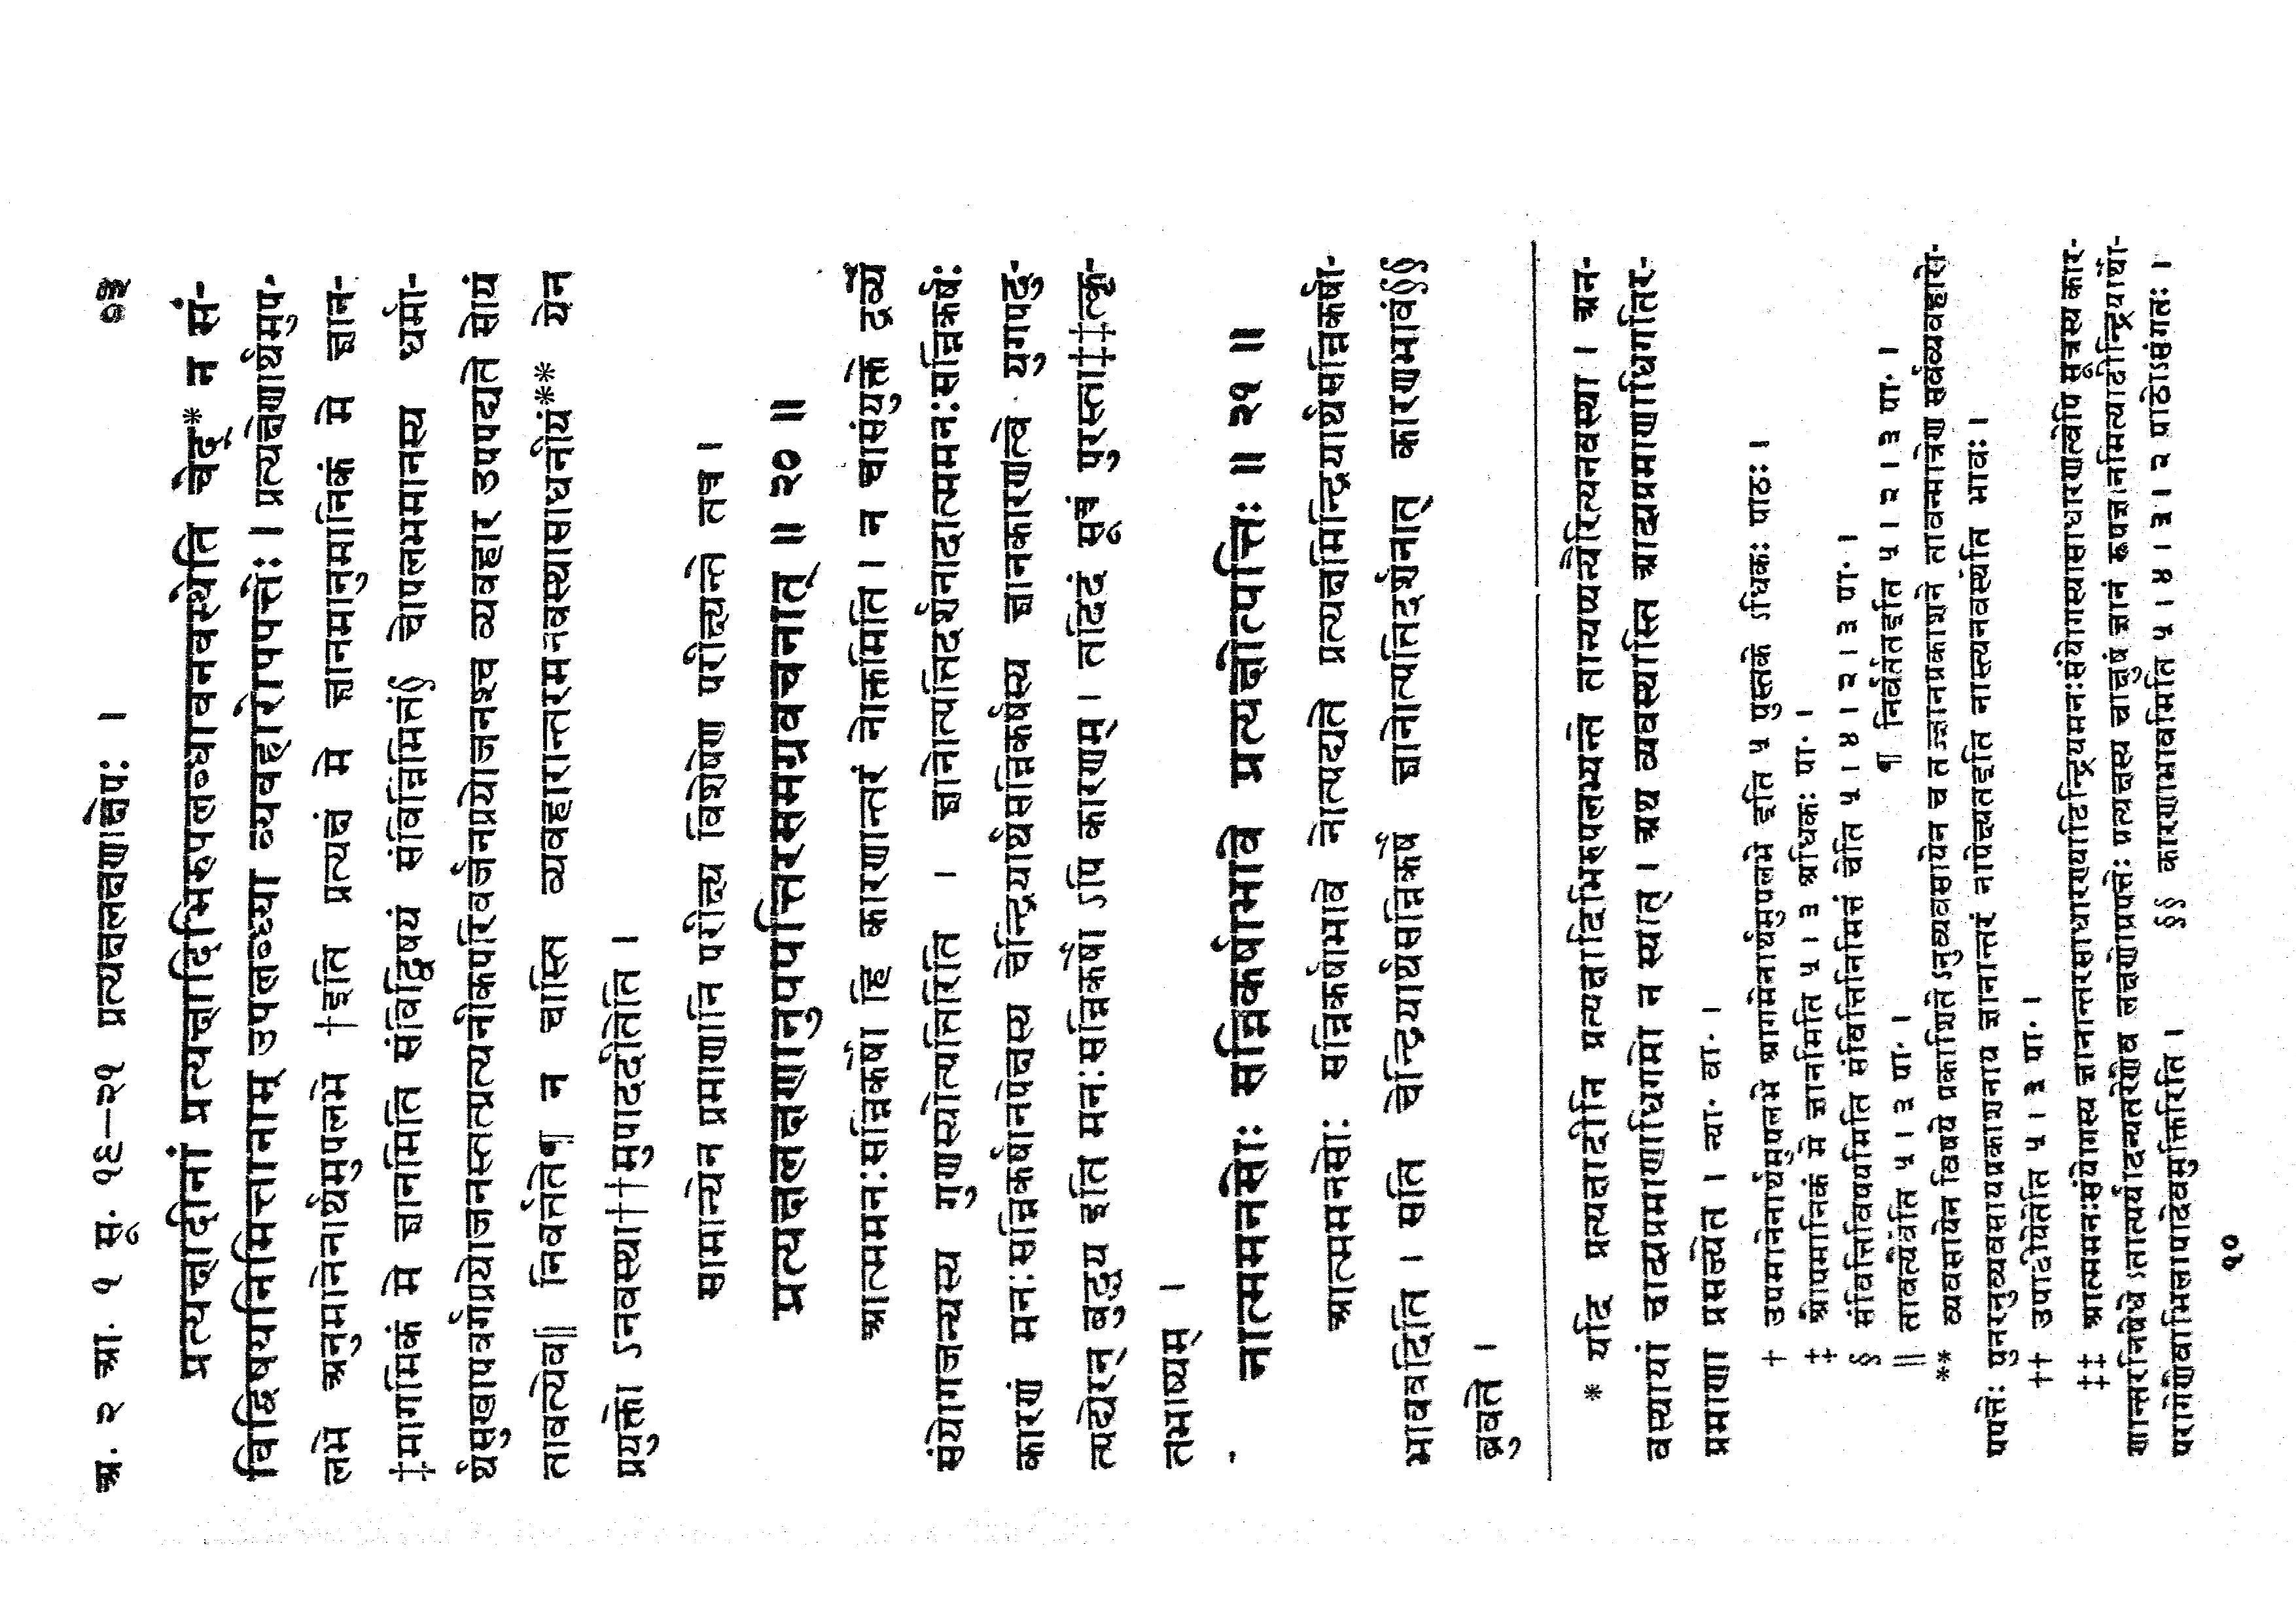 अ. २ आ. १ सू. १९—२१ प्रत्यक्षलक्षणाक्षेपः । ७३
प्रत्यक्षादीनां प्रत्यक्षादिभिरुपलब्धावनवस्थेति चेद्* न सं-
विद्विषयनिमित्तानाम् उपलब्ध्या व्यवहारोपपत्तेः । प्रत्यक्षेणार्थमुप-
लभे अनुमानेनार्थमुपलभे †इति प्रत्यक्षं मे ज्ञानमानुमानिकं मे ज्ञान-
‡मागमिकं मे ज्ञानमिति संविद्विषयं संविन्निमित्तं§ चोपलभमानस्य धर्मा-
र्थसुखापवर्गप्रयोजनस्तत्प्रत्यनीकपरिवर्जनप्रयोजनश्च व्यवहार उपपद्यते सोयं
तावत्येव॥ निवर्त्तते¶ न चास्ति व्यवहारान्तरमनवस्थासाधनीयं** येन
प्रयुक्तो ऽनवस्था††मुपाददीतेति ।
सामान्येन प्रमाणानि परीक्ष्य विशेषेण परीक्ष्यन्ते तत्र ।
प्रत्यक्षलक्षणानुपपत्तिरसमग्रवचनात् ॥ २० ॥
आत्ममनःसन्निकर्षो हि कारणान्तरं नोक्तमिति । न चासंयुक्ते द्रव्ये
संयोगजन्यस्य गुणस्योत्पत्तिरिति । ज्ञानोत्पत्तिदर्शनादात्ममनःसन्निकर्षः
कारणं मनःसन्निकर्षानपेक्षस्य चेन्द्रियार्थसन्निकर्षस्य ज्ञानकारणत्वे युगपदु-
त्पद्येरन् बुद्धय इति मनःसन्निकर्षो ऽपि कारणम् । तदिदं सूत्रं पुरस्ता‡‡त्कृ-
तभाष्यम् ।
नात्ममनसोः सन्निकर्षाभावे प्रत्यक्षोत्पत्तिः ॥ २१ ॥
आत्ममनसोः सन्निकर्षाभावे नोत्पद्यते प्रत्यक्षमिन्द्रियार्थसन्निकर्षा-
भाववदिति । सति चेन्द्रियार्थसन्निकर्षे ज्ञानोत्पत्तिदर्शनात् कारणभावं§§
ब्रुवते ।
* यदि प्रत्यक्षादीनि प्रत्यक्षादिभिरुपलभ्यन्ते तान्यप्यन्यैरित्यनवस्था । अन-
वस्थायां चाद्यप्रमाणाधिगमो न स्यात् । अथ व्यवस्थास्ति आद्यप्रमाणाधिगतिर-
प्रमाणा प्रसज्येत । न्या. वा. ।
† उपमानेनार्थमुपलभे आगमेनार्थमुपलभे इति ५ पुस्तके ऽधिकः पाठः ।
‡ औपमानिकं मे ज्ञानमिति ५ । ३ अधिकः पा. ।
§ संवित्तिविषयमिति संवित्तिनिमित्तं चेति ५ । ४ । २ । ३ पा. ।
॥ तावत्येवेति ५ । ३ पा. । ¶ निर्वर्ततइति ५ । २ । ३ पा. ।
** व्यवसायेन विषये प्रकाशिते ऽनुव्यवसायेन च तज्ज्ञानप्रकाशने तावन्मात्रेण सर्वव्यवहारो-
पपत्तेः पुनरनुव्यवसायप्रकाशनाय ज्ञानान्तरं नापेक्ष्यतइति नास्त्यनवस्थेति भावः ।
†† उपादीयेतेति ५ । ३ पा. ।
‡‡ आत्ममनःसंयोगस्य ज्ञानान्तरसाधारण्यादिन्द्रियमनःसंयोगस्यासाधारणत्वेपि सूत्रस्य कार-
णान्तरनिषेधे ऽतात्पर्यादन्यतरेणैव लक्षणोपपत्तेः प्रत्यक्षस्य चाक्षुषं ज्ञानं रूपज्ञानमित्यादीन्द्रियार्थो-
परागेणैवाभिलापादेवमुक्तिरिति । §§ कारणाभावमिति ५ । ४ । ३ । २ पाठोऽसंगतः ।
१०